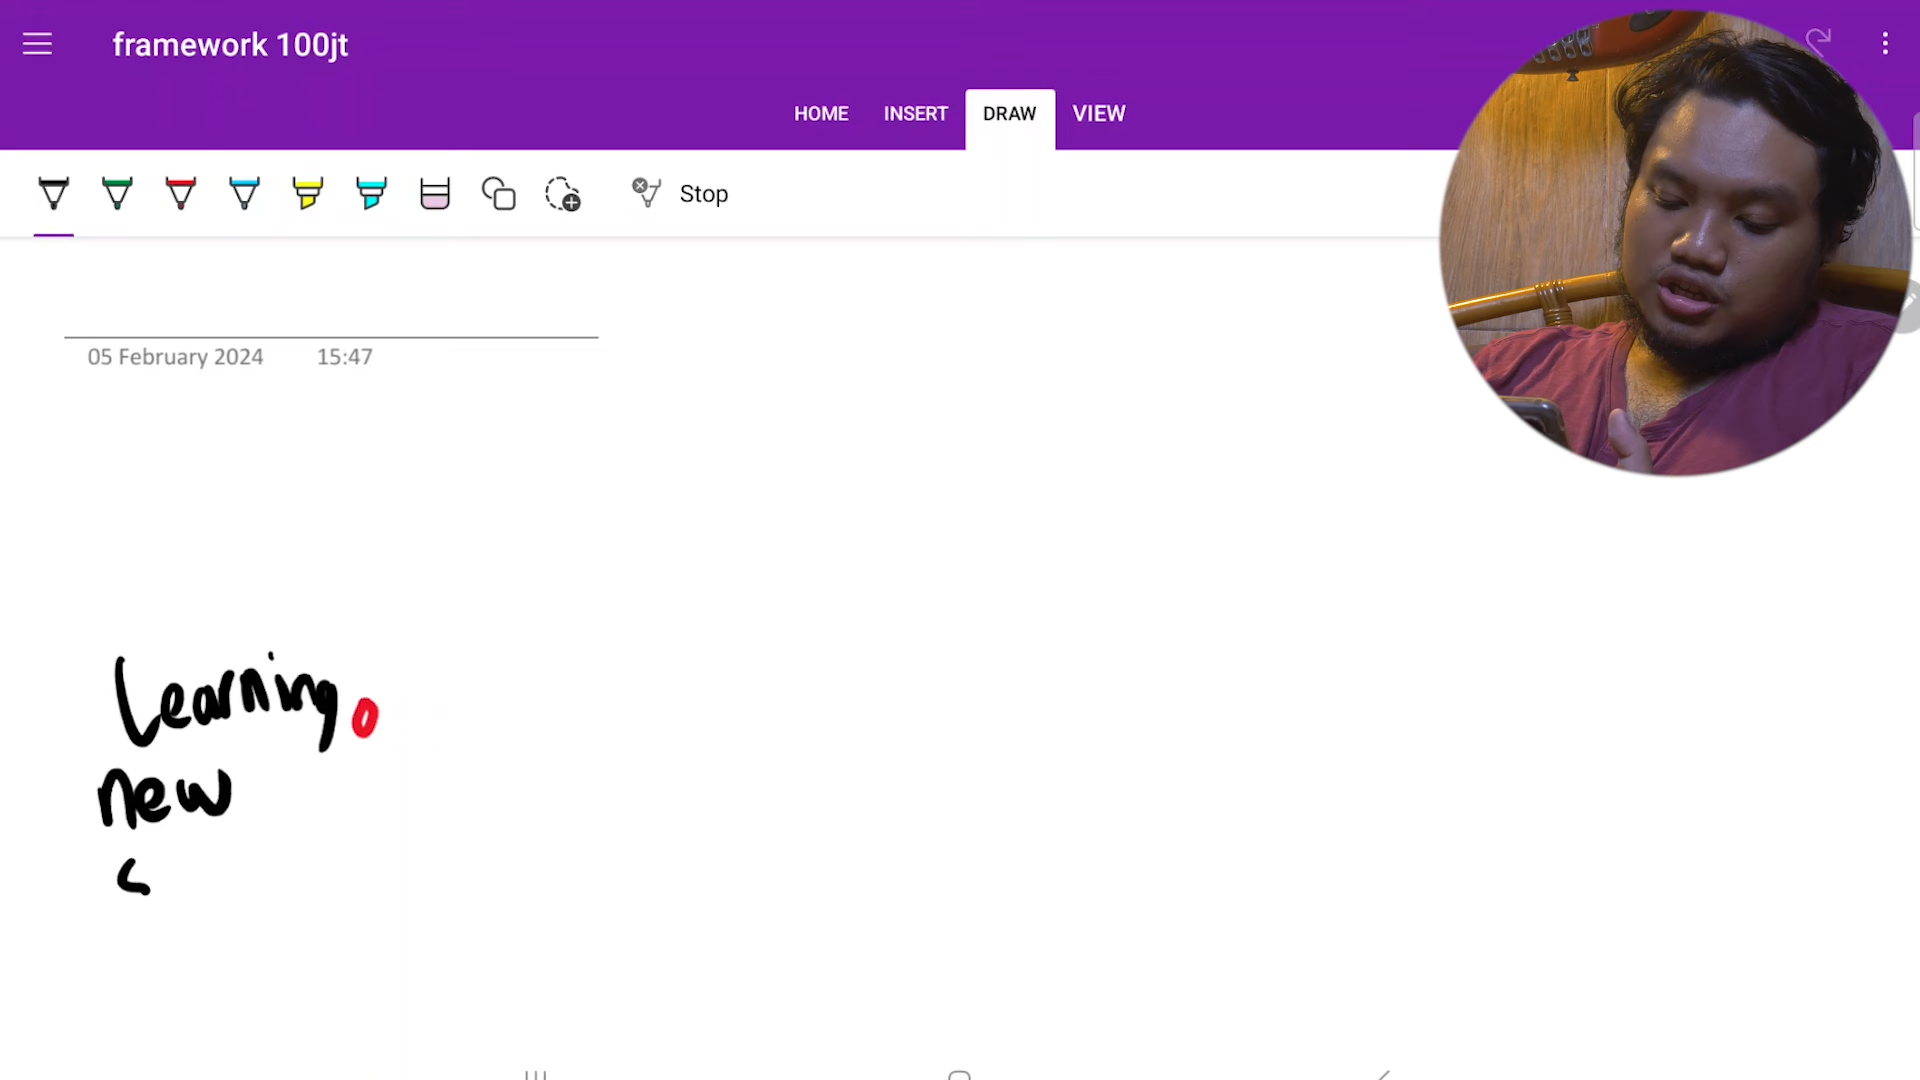 framework 100jt
HOME INSERT DRAW VIEW
Stop
05 February 2024 15:47
Learning
new